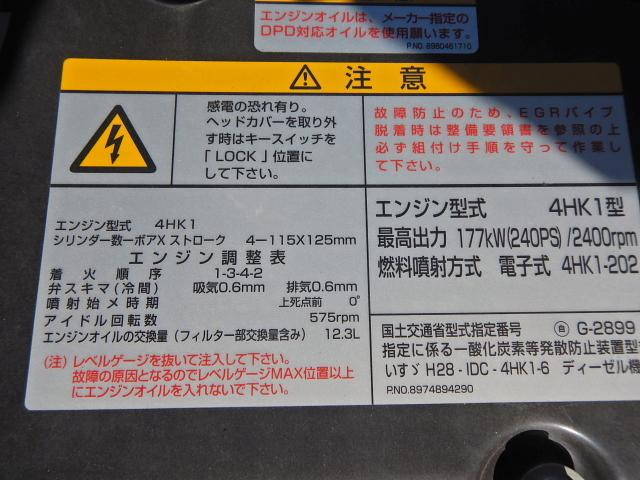 エンジンオイルは、メーカー指定の
DPD対応オイルを使用願います。
P.NO. 8980461710
注意
感電の恐れ有り。
ヘッドカバーを取り外
す時はキースイッチを
「LOCK」位置に
して下さい。
故障防止のため、EGRパイプ
脱着時は整備要領書を参照の上
必ず組付け手順を守って作業し
て下さい。
エンジン型式 4HK1
シリンダー数ーボアX ストローク 4－115X125mm
エンジン調整表
着火順序 1-3-4-2
弁スキマ(冷間) 吸気0.6mm 排気0.6mm
噴射始メ時期 上死点前 0°
アイドル回転数 575rpm
エンジンオイルの交換量(フィルター部交換量含み) 12.3L
(注) レベルゲージを抜いて注入して下さい。
故障の原因となるのでレベルゲージMAX位置以上
にエンジンオイルを入れないで下さい。
エンジン型式 4HK1型
最高出力 177kW(240PS)/2400rpm
燃料噴射方式 電子式 4HK1-202
国土交通省型式指定番号 G-2899
指定に係る一酸化炭素等発散防止装置型
いすゞ H28-IDC-4HK1-6 ディーゼル機
P.NO. 8974894290